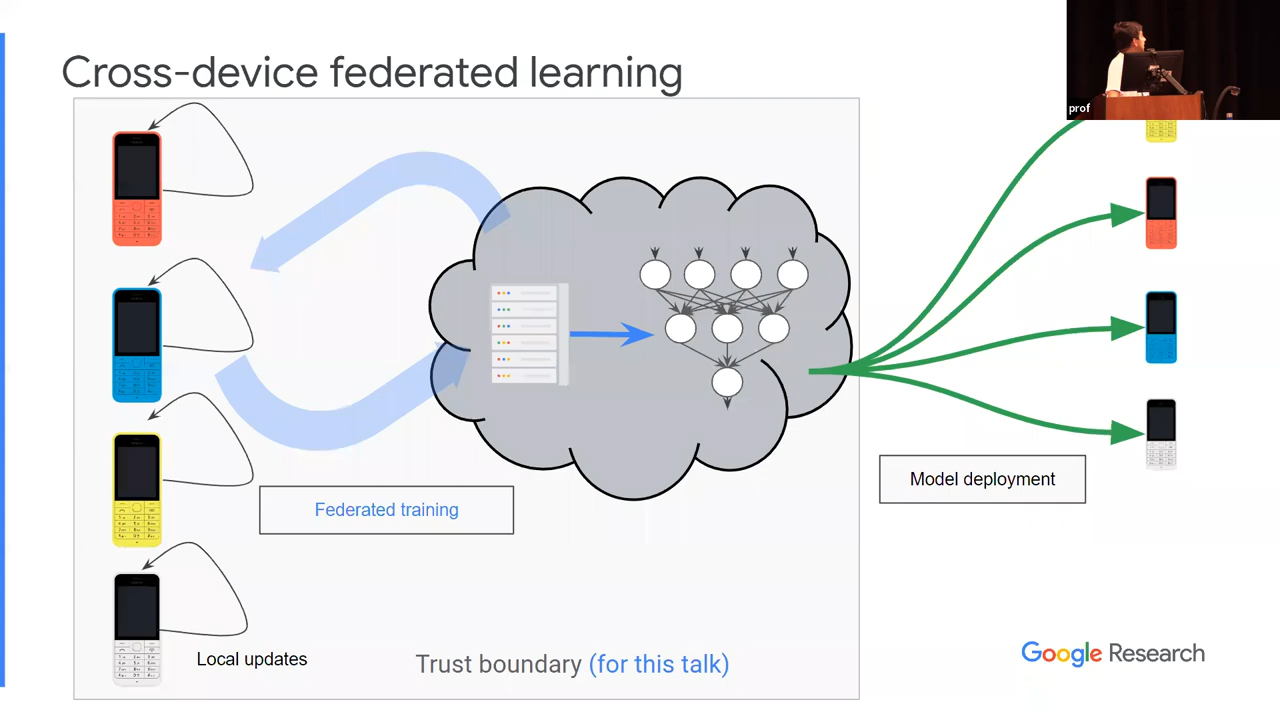 Cross-device federated learning
prof
Federated training
Model deployment
Local updates
Trust boundary (for this talk)
Google Research